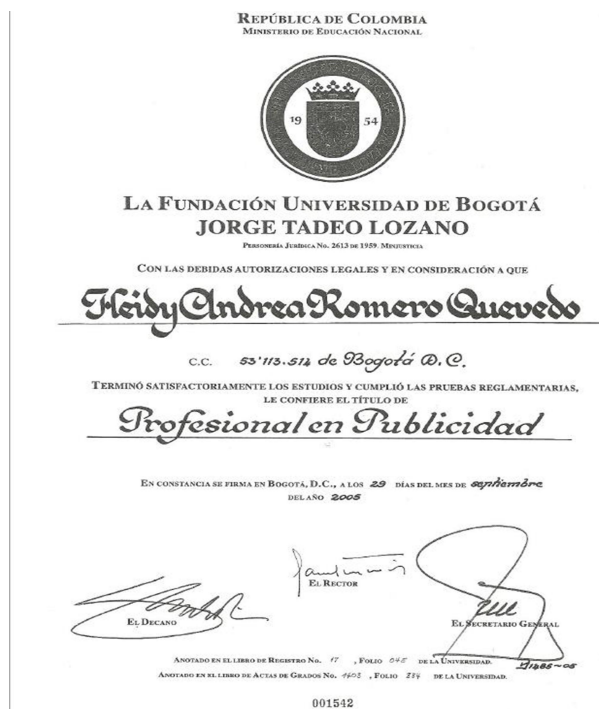 REPÚBLICA DE COLOMBIA
MINISTERIO DE EDUCACIÓN NACIONAL
19 54
LA FUNDACIÓN UNIVERSIDAD DE BOGOTÁ
JORGE TADEO LOZANO
PERSONERÍA JURÍDICA No. 2613 DE 1959. MINJUSTICIA
CON LAS DEBIDAS AUTORIZACIONES LEGALES Y EN CONSIDERACIÓN A QUE
Heidy Andrea Romero Quevedo
C.C. 53'113.514 de Bogotá D.C.
TERMINÓ SATISFACTORIAMENTE LOS ESTUDIOS Y CUMPLIÓ LAS PRUEBAS REGLAMENTARIAS,
LE CONFIERE EL TÍTULO DE
Profesional en Publicidad
EN CONSTANCIA SE FIRMA EN BOGOTÁ, D.C., A LOS 29 DÍAS DEL MES DE septiembre
DEL AÑO 2005
EL RECTOR
EL DECANO
EL SECRETARIO GENERAL
ANOTADO EN EL LIBRO DE REGISTRO No. 17 , FOLIO 045 DE LA UNIVERSIDAD.
ANOTADO EN EL LIBRO DE ACTAS DE GRADOS No. 1603 , FOLIO 234 DE LA UNIVERSIDAD.
001542